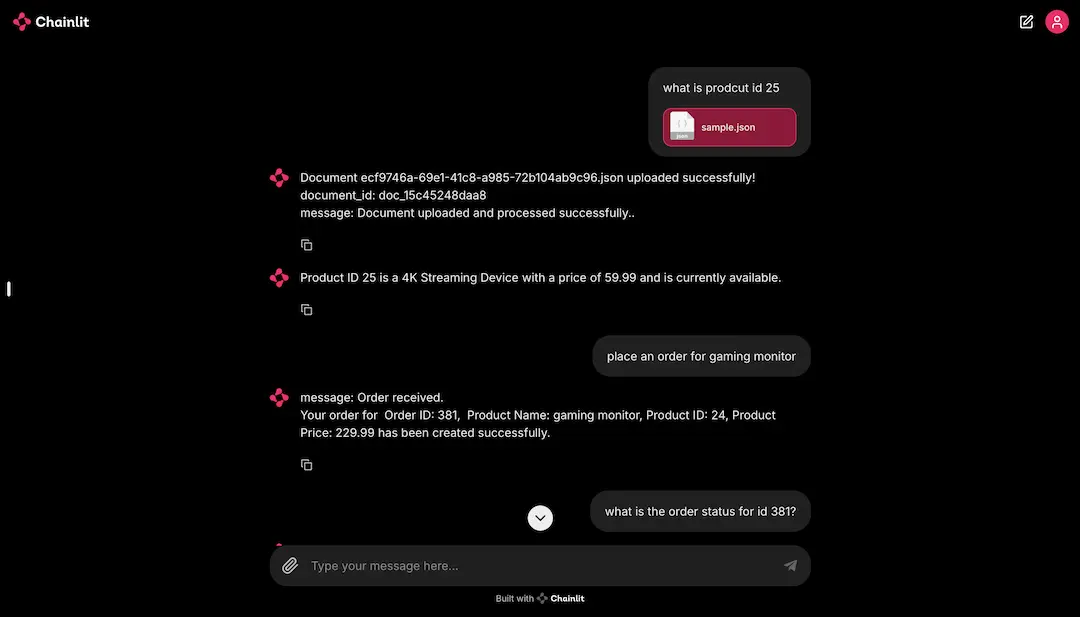 Chainlit
what is prodcut id 25
json
sample.json
Document ecf9746a-69e1-41c8-a985-72b104ab9c96.json uploaded successfully!
document_id: doc_15c45248daa8
message: Document uploaded and processed successfully..
Product ID 25 is a 4K Streaming Device with a price of 59.99 and is currently available.
place an order for gaming monitor
message: Order received.
Your order for  Order ID: 381,  Product Name: gaming monitor, Product ID: 24, Product
Price: 229.99 has been created successfully.
what is the order status for id 381?
Type your message here...
Built with Chainlit